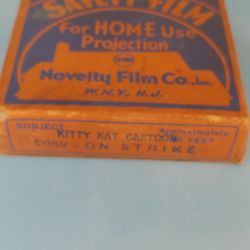 SAFETY FILM
For HOME Use
Projection
Novelty Film Co., Inc.
W.N.Y. N.J.
SUBJECT Approximately
KITTY KAT CARTOON FEET
ON STRIKE